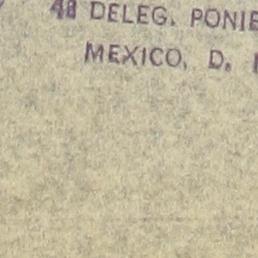 48 DELEG. PONIE
MEXICO, D.